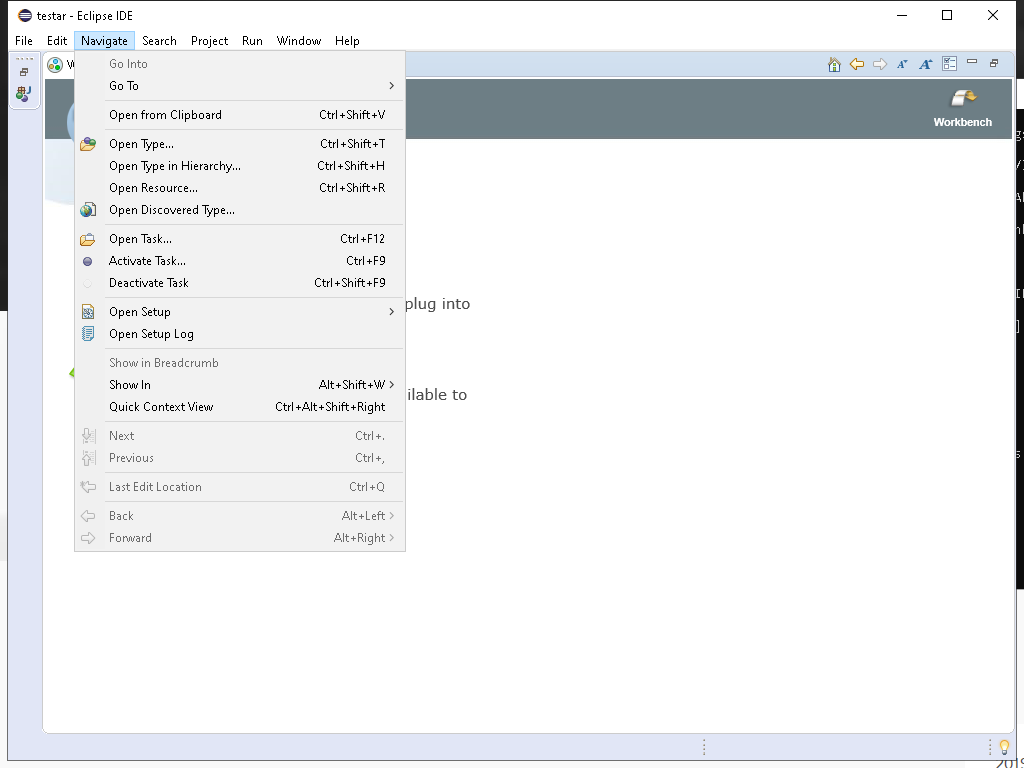 testar - Eclipse IDE
File Edit Navigate Search Project Run Window Help
Go Into
Go To
Open from Clipboard Ctrl+Shift+V
Workbench
Open Type... Ctrl+Shift+T
Open Type in Hierarchy... Ctrl+Shift+H
Open Resource... Ctrl+Shift+R
Open Discovered Type...
Open Task... Ctrl+F12
Activate Task... Ctrl+F9
Deactivate Task Ctrl+Shift+F9
plug into
Open Setup
Open Setup Log
Show in Breadcrumb
Show In Alt+Shift+W
ilable to
Quick Context View Ctrl+Alt+Shift+Right
Next Ctrl+.
Previous Ctrl+,
Last Edit Location Ctrl+Q
Back Alt+Left
Forward Alt+Right